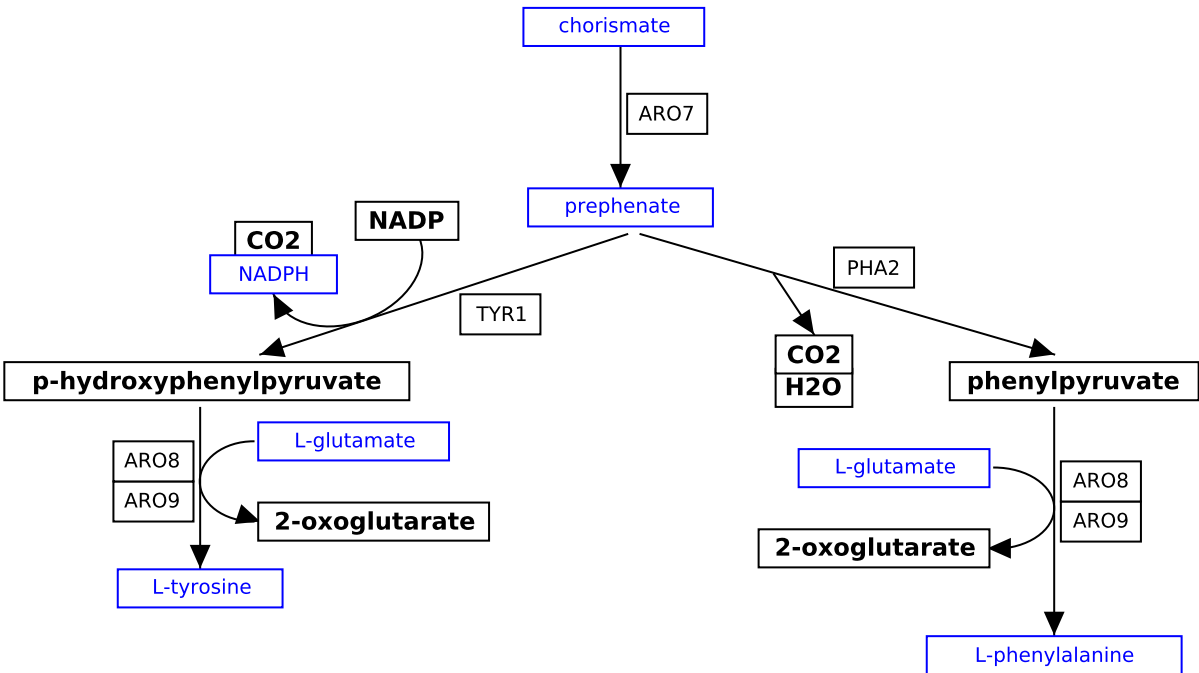 chorismate
ARO7
prephenate
NADP
CO2
NADPH
TYR1
PHA2
CO2
H2O
p-hydroxyphenylpyruvate
phenylpyruvate
L-glutamate
ARO8
ARO9
2-oxoglutarate
L-tyrosine
L-glutamate
ARO8
ARO9
2-oxoglutarate
L-phenylalanine